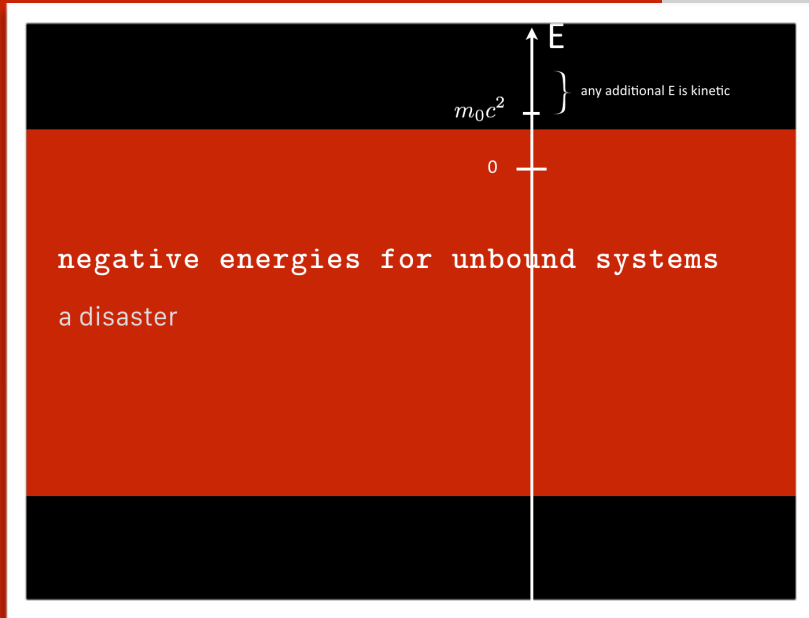 E
any additional E is kinetic
m₀c²
0
negative energies for unbound systems
a disaster